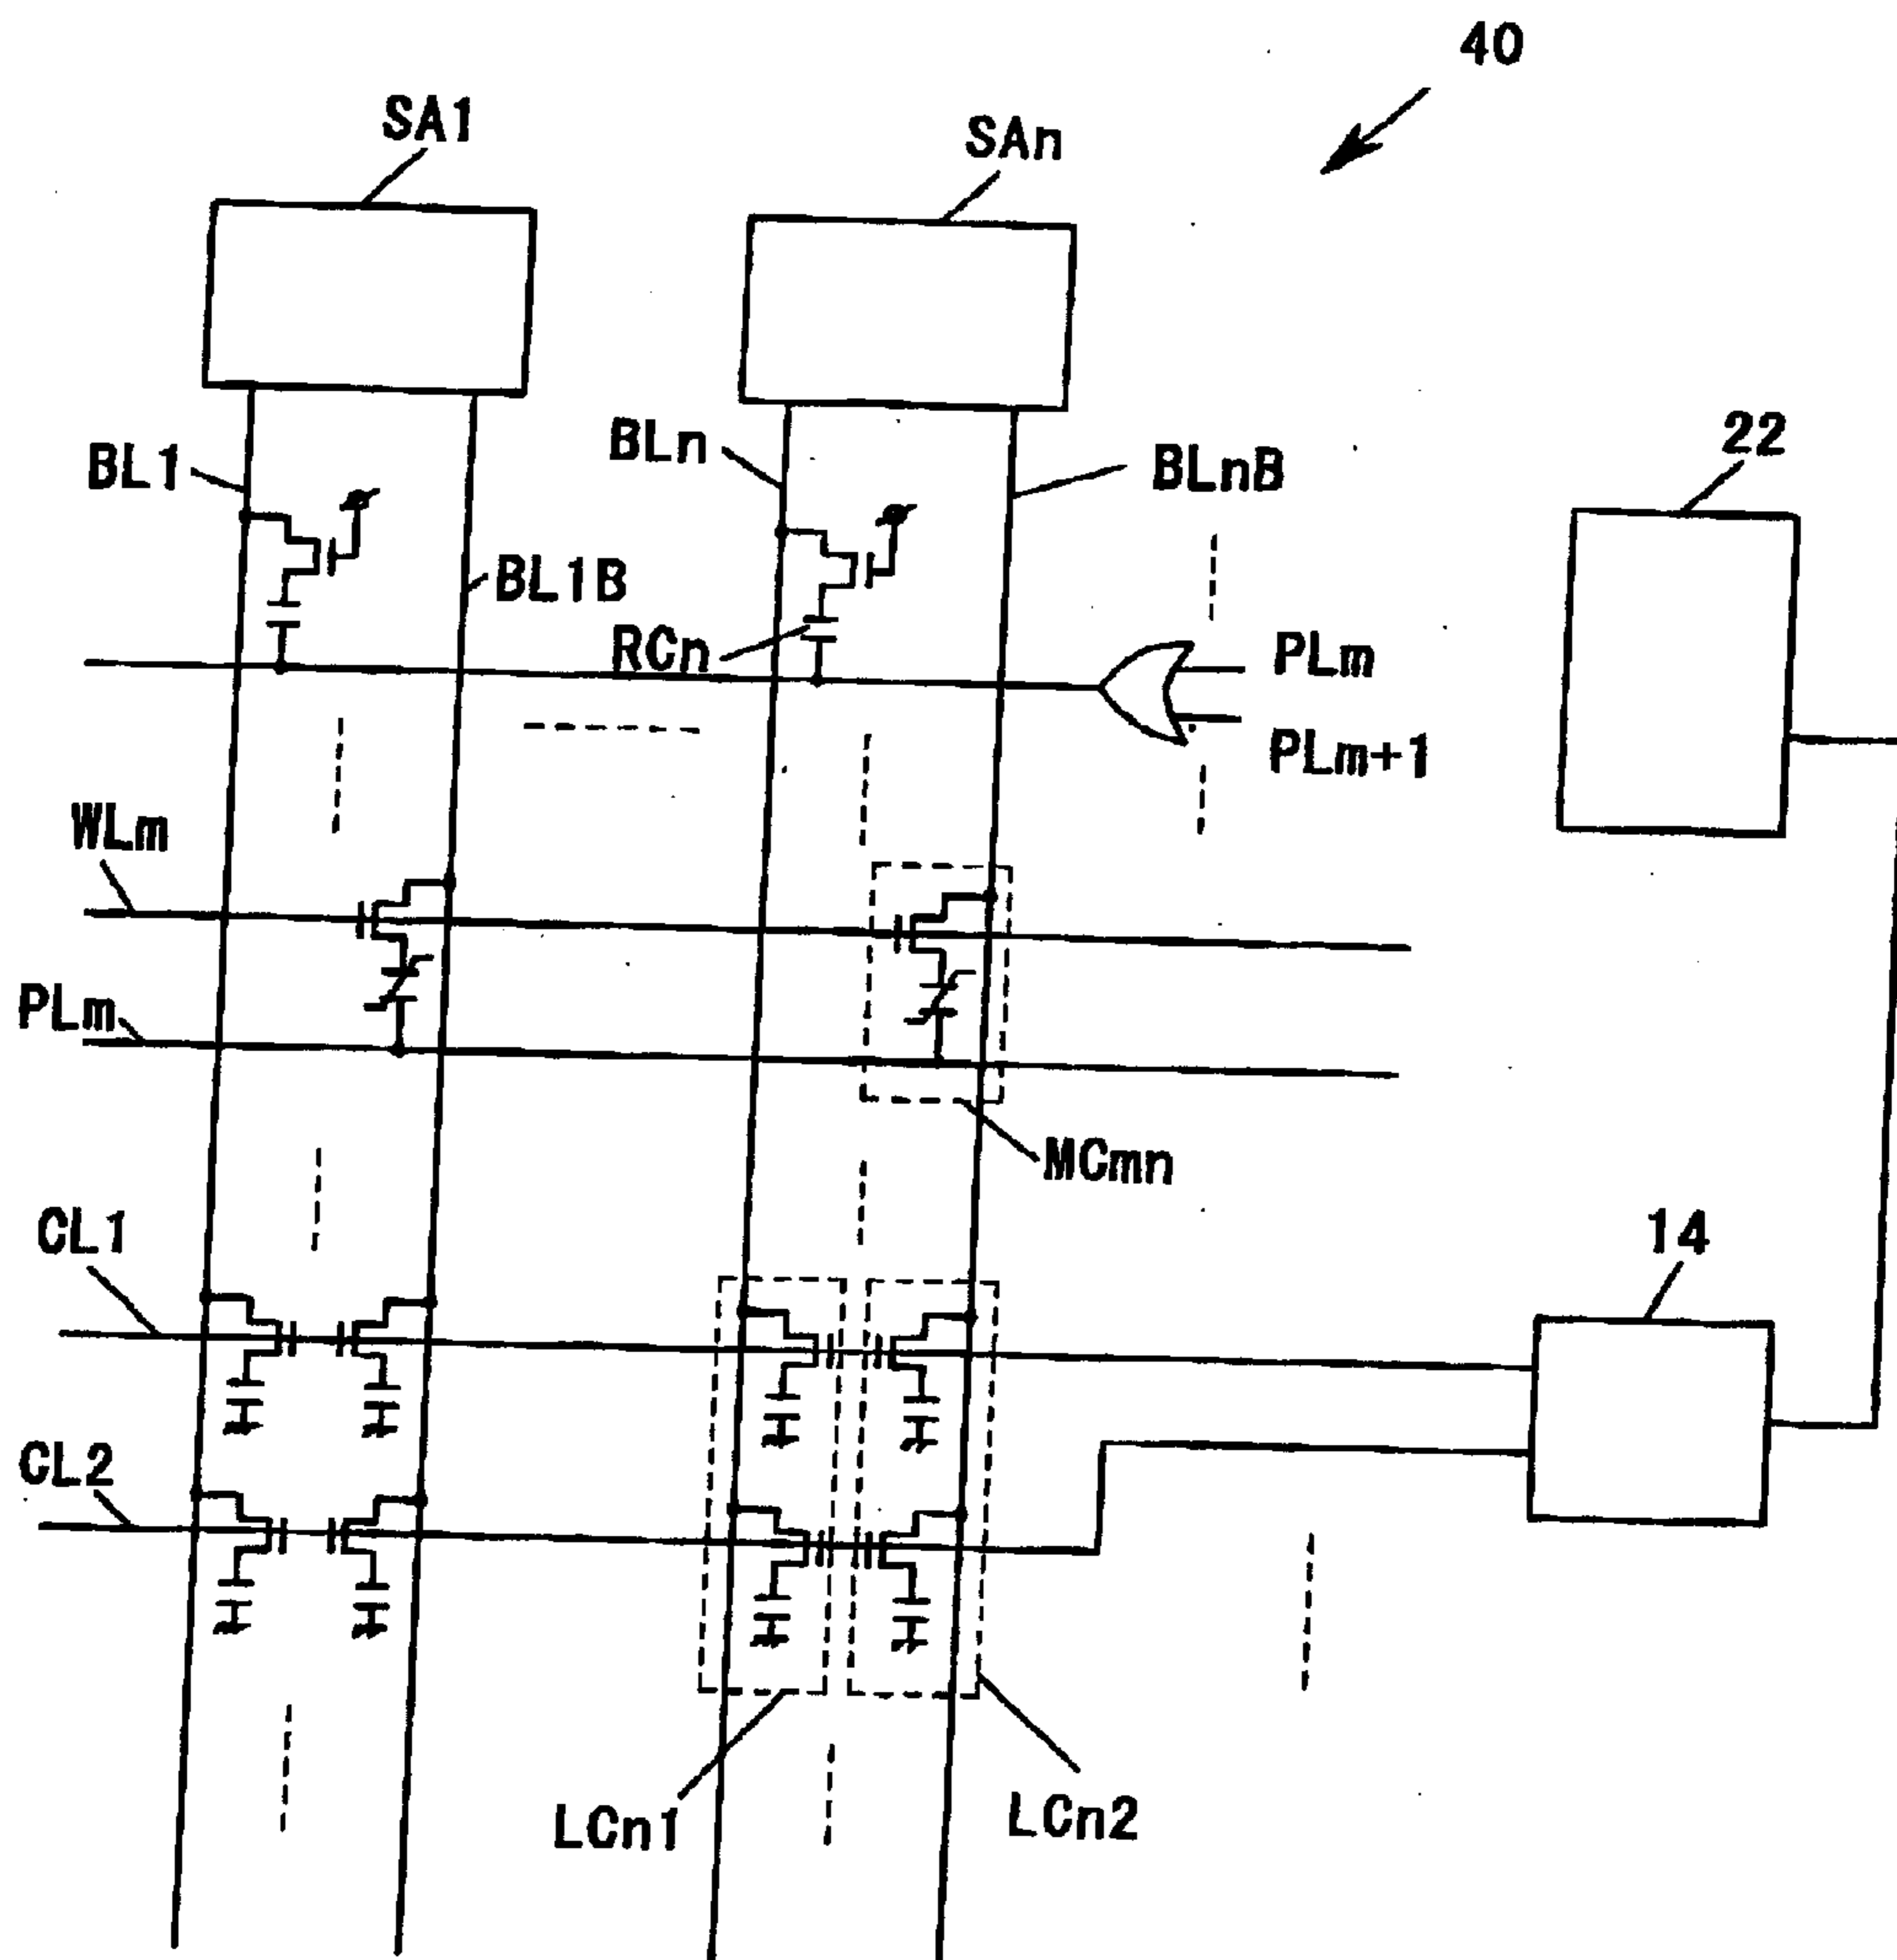 40
SA1
SAn
BL1
BLn
BLnB
22
BL1B
RCn
PLm
PLm+1
WLm
PLm
MCmn
CL1
14
CL2
LCn1
LCn2